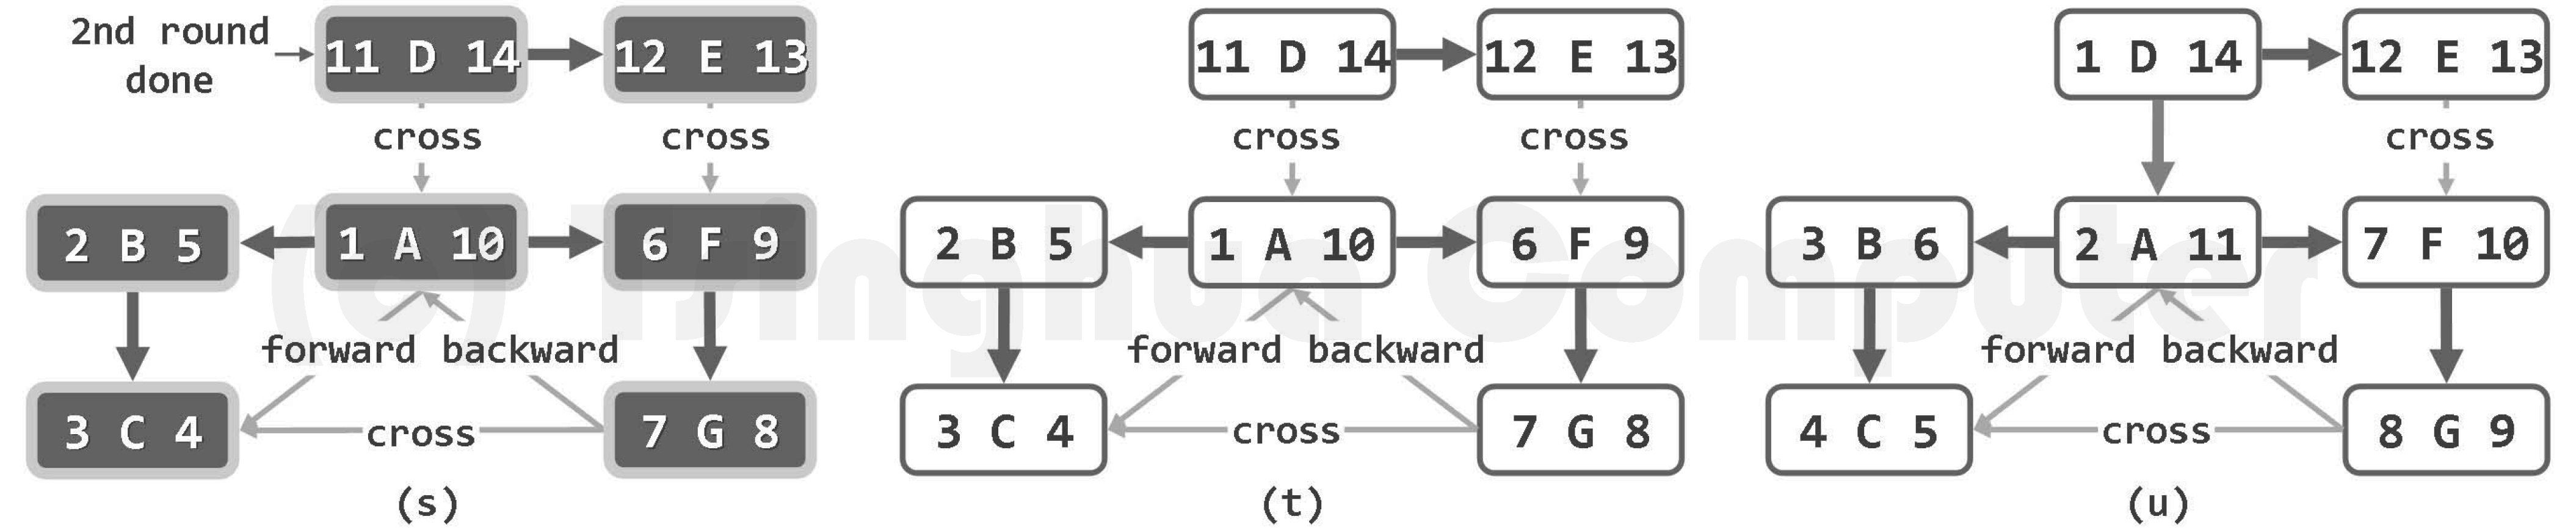 2nd round
done
11 D 14
12 E 13
cross
cross
2 B 5
1 A 10
6 F 9
forward
backward
3 C 4
cross
7 G 8
(s)
11 D 14
12 E 13
cross
cross
2 B 5
1 A 10
6 F 9
forward
backward
3 C 4
cross
7 G 8
(t)
1 D 14
12 E 13
cross
3 B 6
2 A 11
7 F 10
forward
backward
4 C 5
cross
8 G 9
(u)
(c) Tsinghua Computer